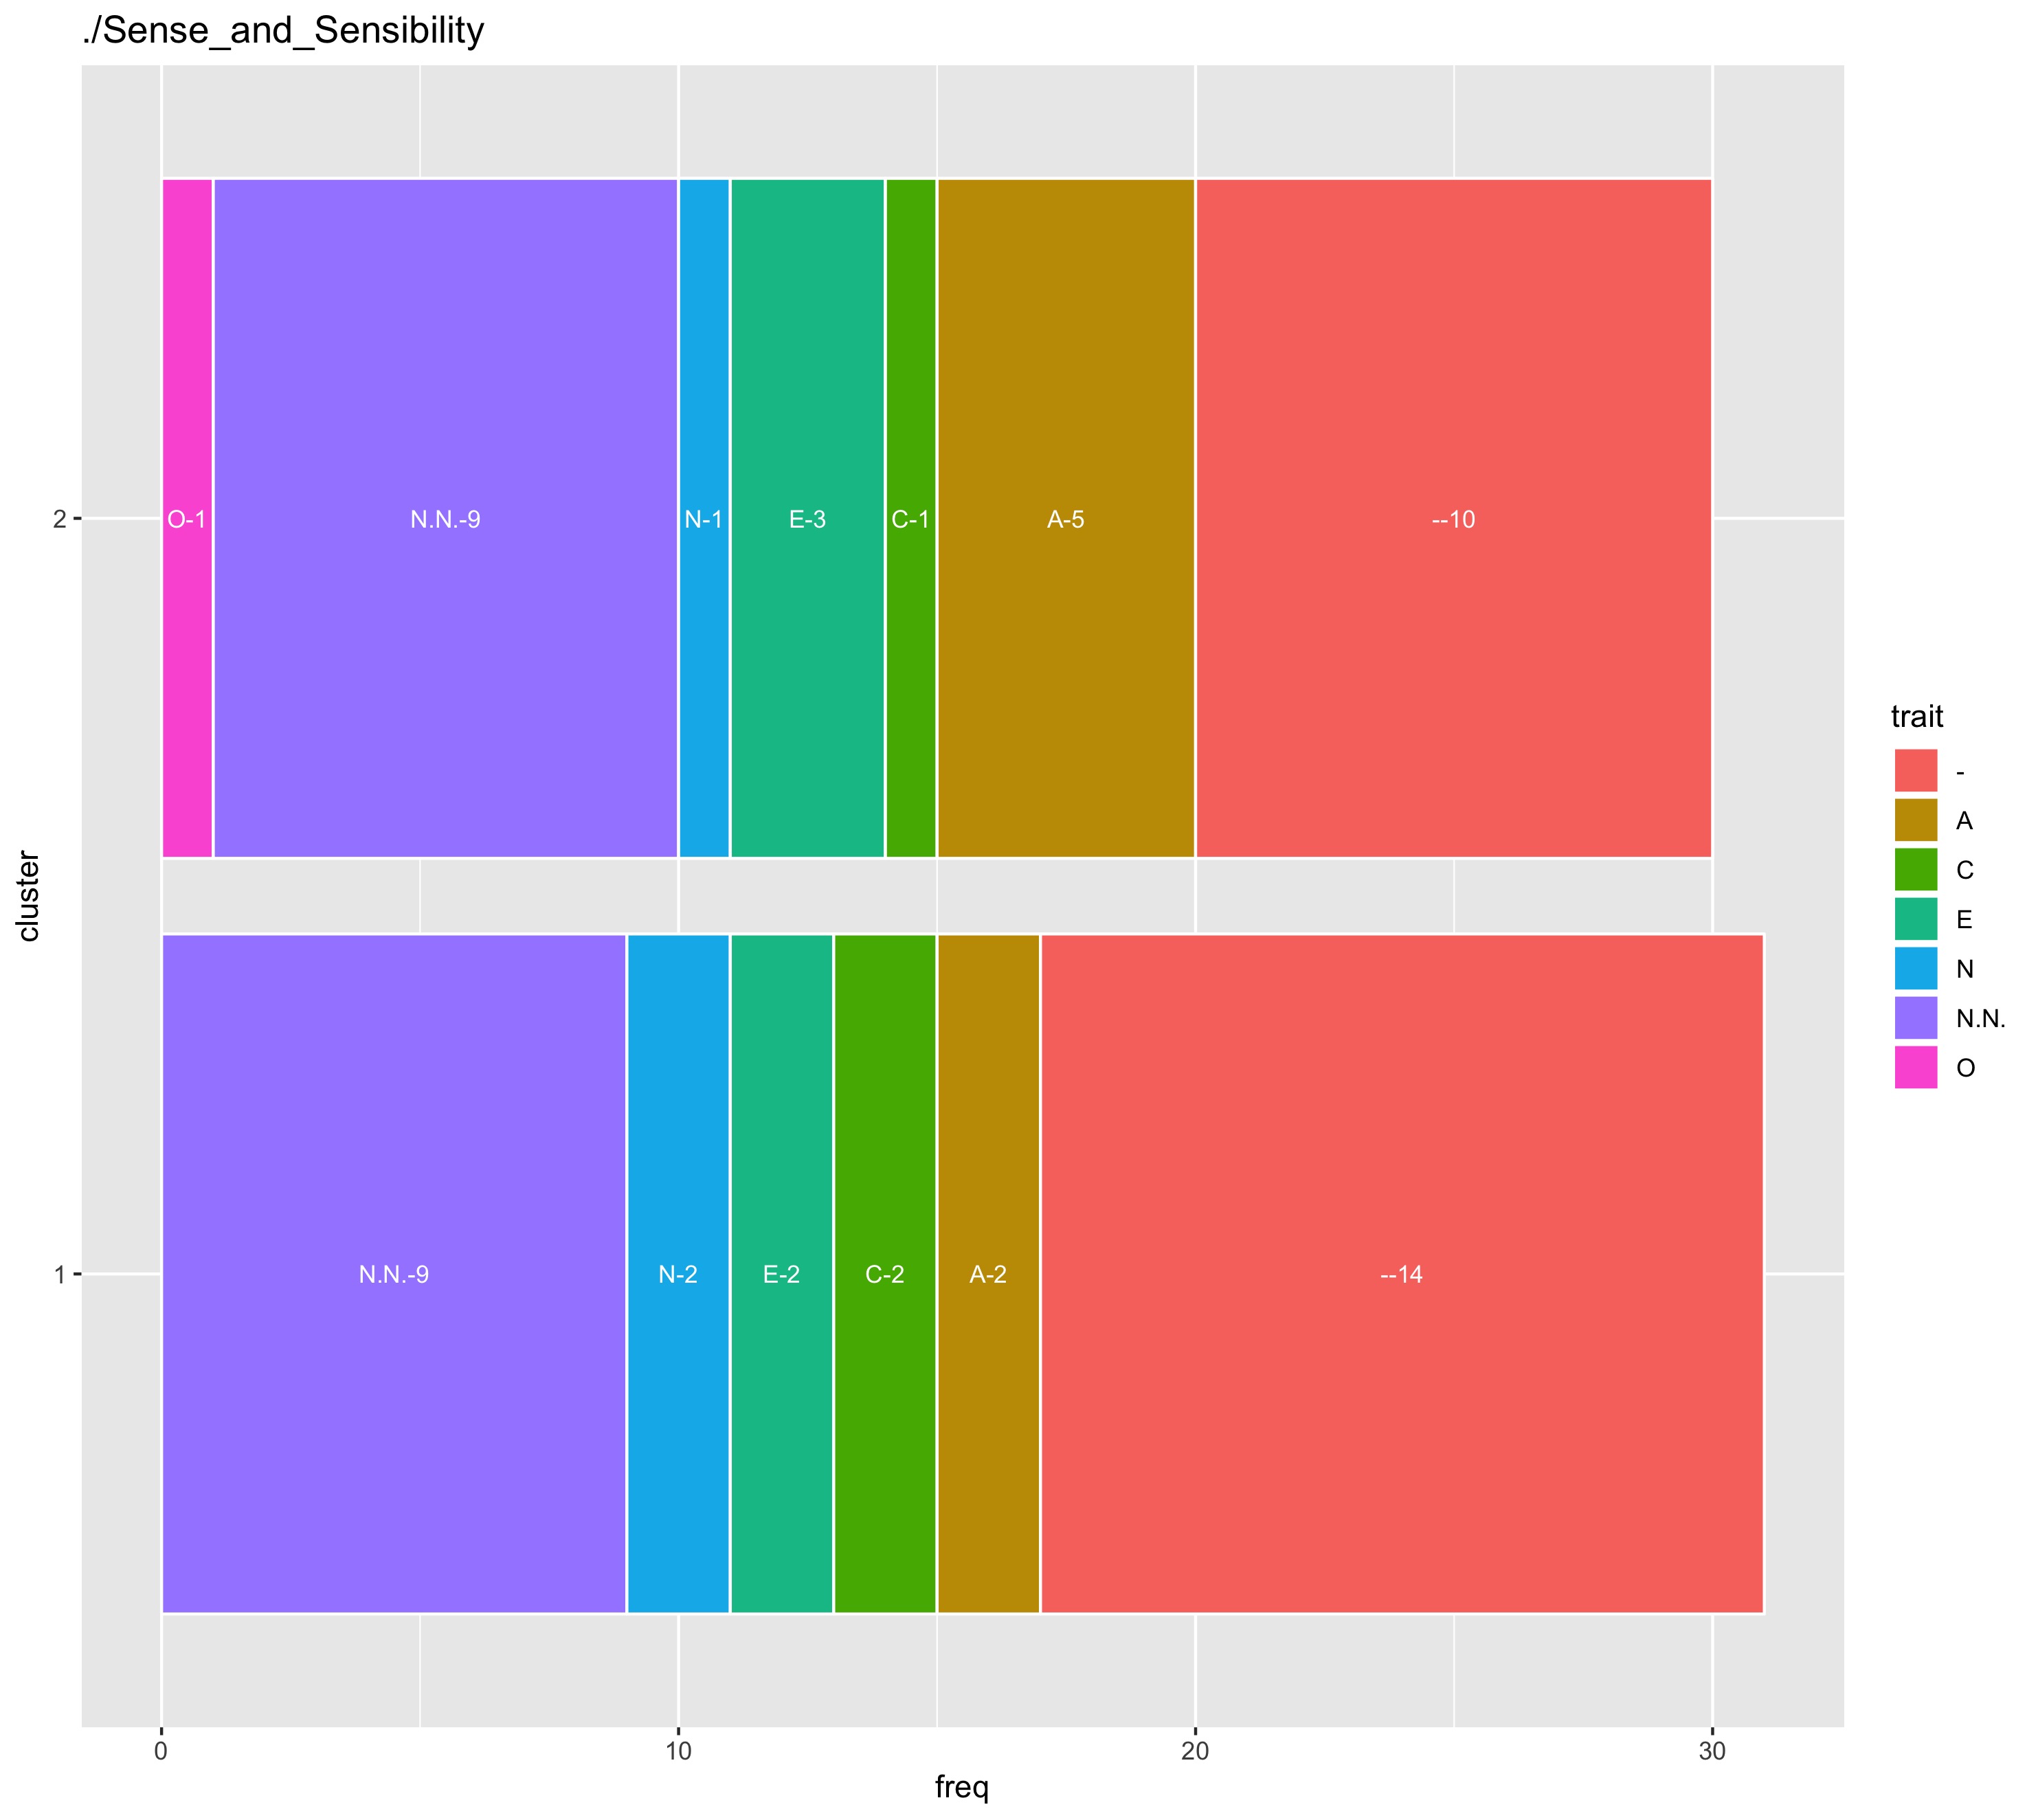 ./Sense_and_Sensibility
2
O-1 N.N.-9 N-1 E-3 C-1 A-5 --10
1
N.N.-9 N-2 E-2 C-2 A-2 --14
cluster
0 10 20 30
freq
trait
-
A
C
E
N
N.N.
O